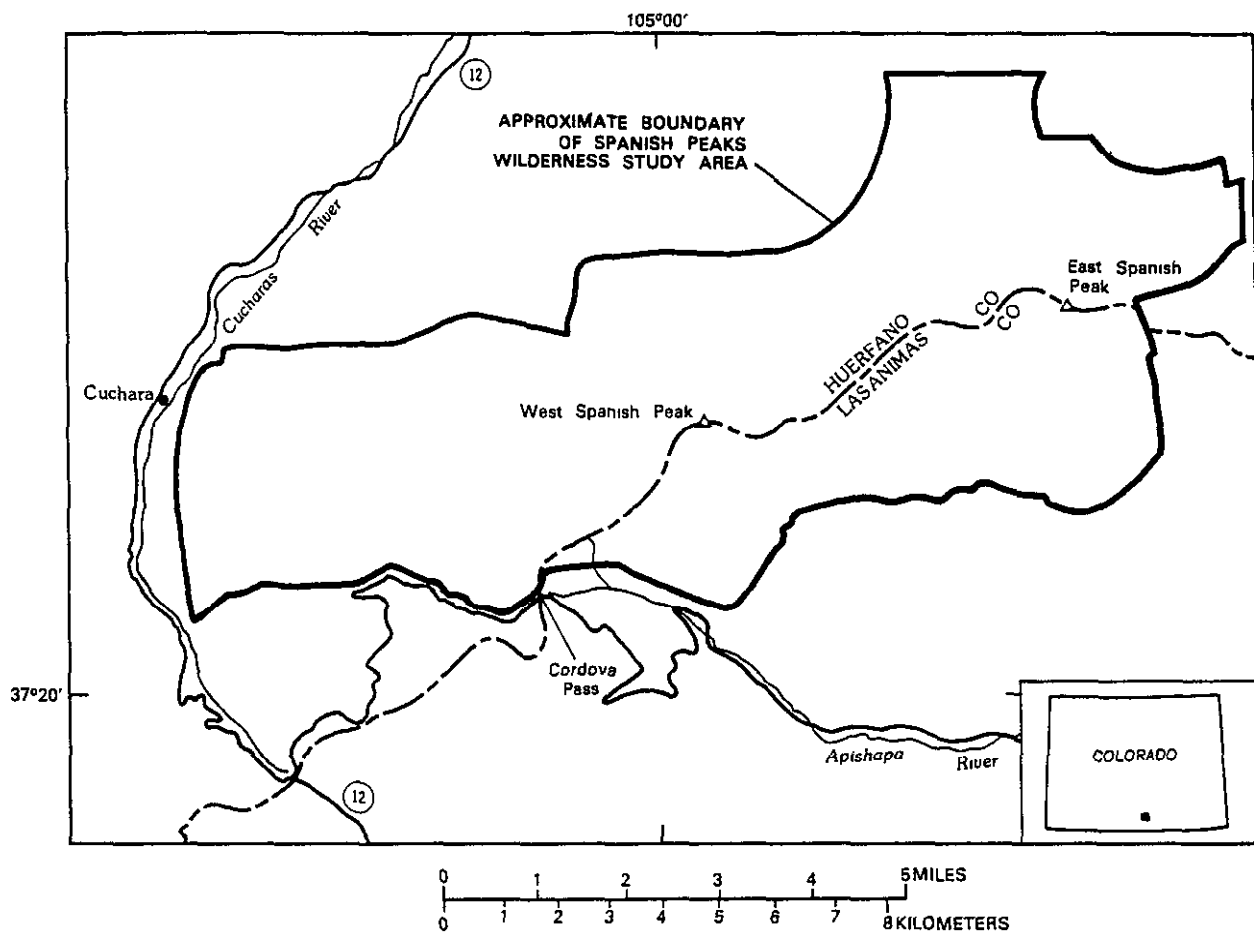 105°00'
12
APPROXIMATE BOUNDARY
OF SPANISH PEAKS
WILDERNESS STUDY AREA
River
Cucharas
East Spanish
Peak
CO
CO
HUERFANO
LAS ANIMAS
Cuchara
West Spanish Peak
Cordova
Pass
37°20'
Apishapa River
COLORADO
12
0 1 2 3 4 5 MILES
0 1 2 3 4 5 6 7 8 KILOMETERS